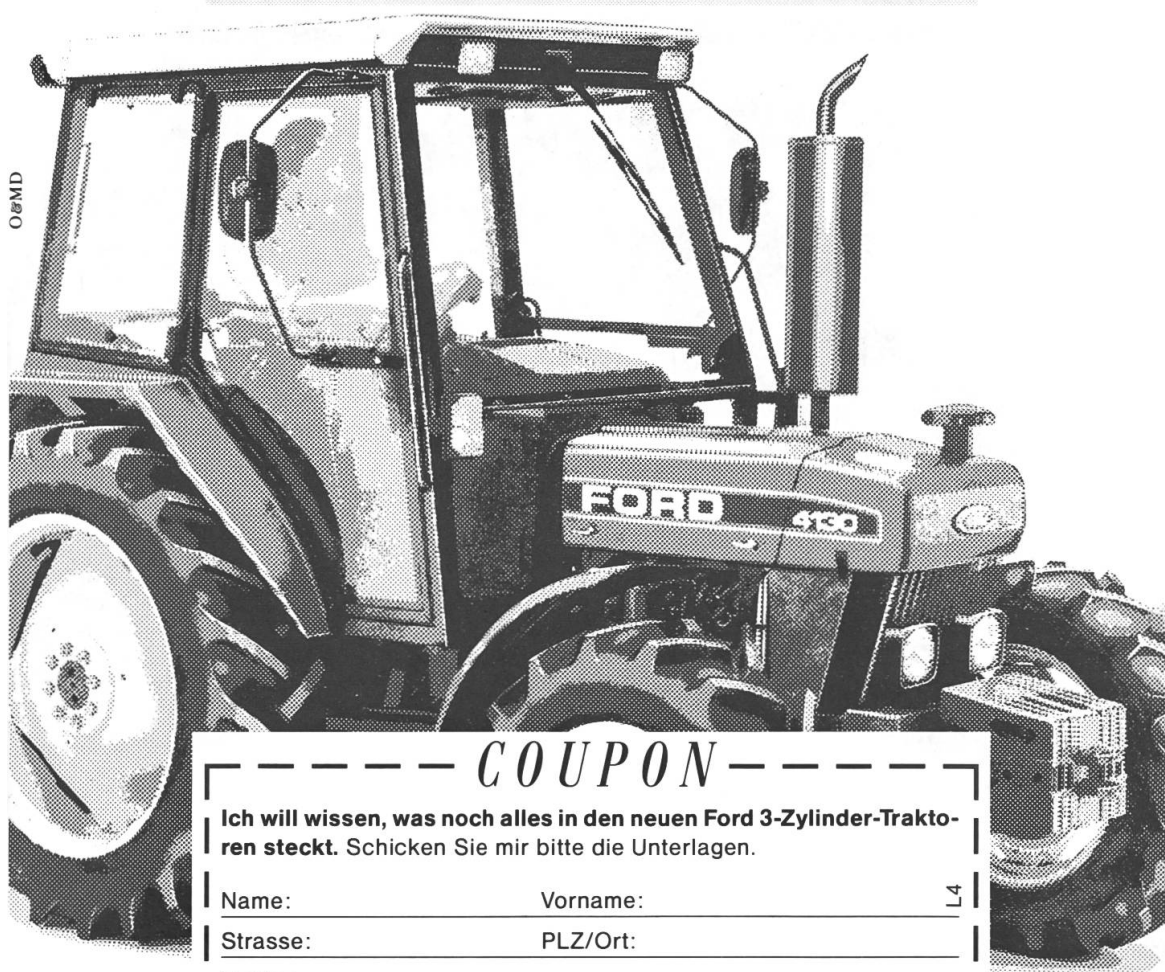 O&MD
FORD 4130
COUPON
Ich will wissen, was noch alles in den neuen Ford 3-Zylinder-Trakto-
ren steckt. Schicken Sie mir bitte die Unterlagen.
Name: Vorname:
L4
Strasse: PLZ/Ort: